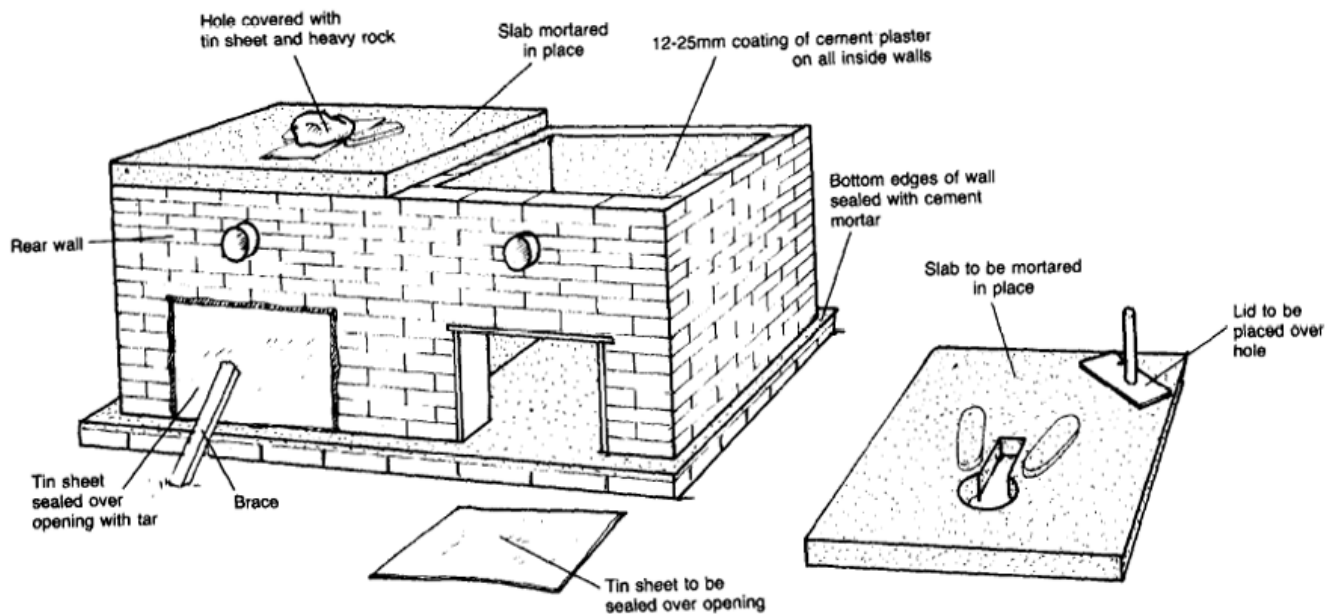 Hole covered with
tin sheet and heavy rock
Slab mortared
in place
12-25mm coating of cement plaster
on all inside walls
Rear wall
Bottom edges of wall
sealed with cement
mortar
Slab to be mortared
in place
Lid to be
placed over
hole
Tin sheet
sealed over
opening with tar
Brace
Tin sheet to be
sealed over opening